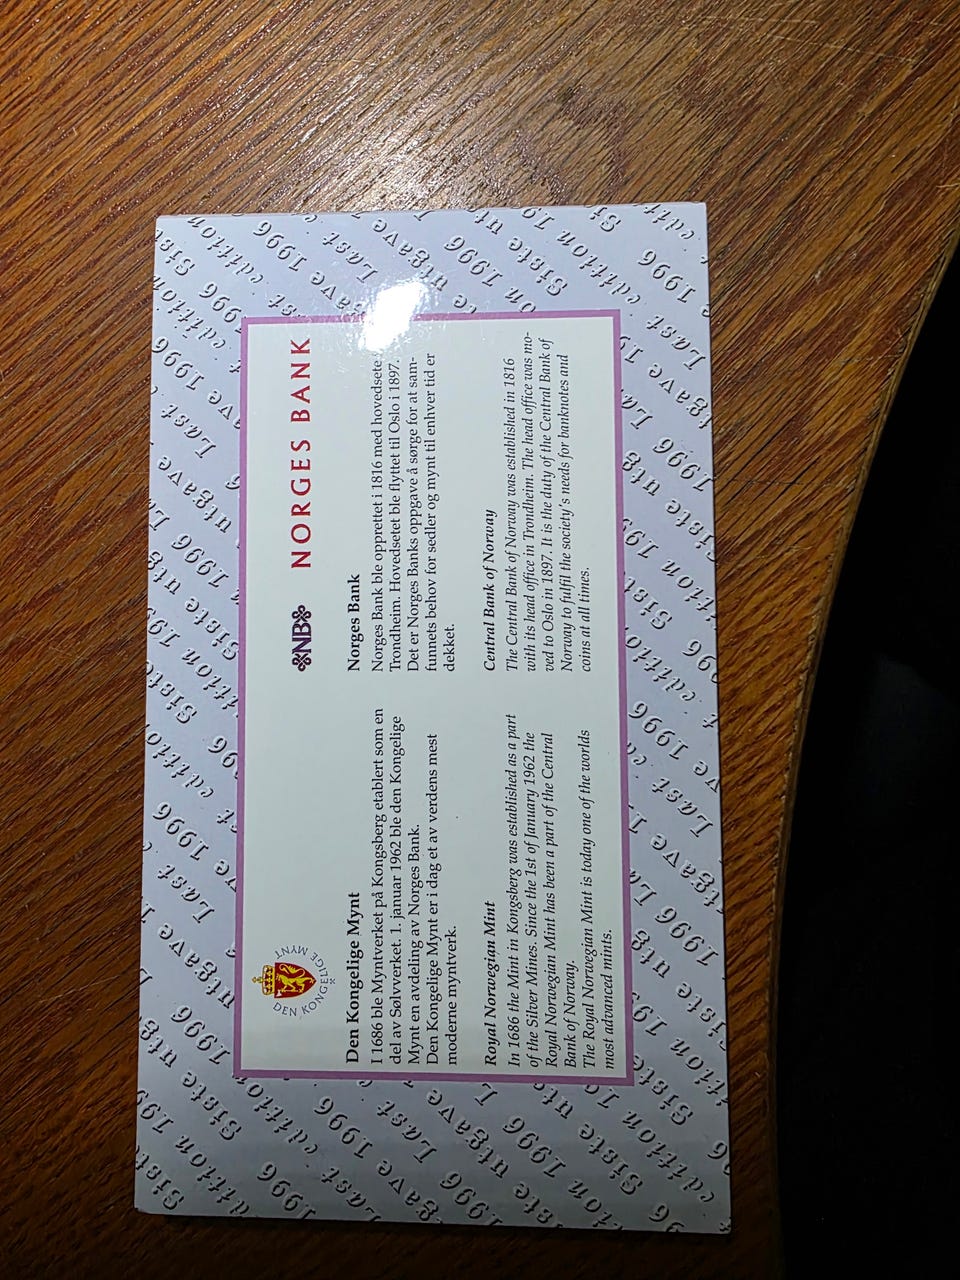 DEN KONGELIGE MYNT
Den Kongelige Mynt
I 1686 ble Myntverket på Kongsberg etablert som en
del av Sølvverket. 1. januar 1962 ble den Kongelige
Mynt en avdeling av Norges Bank.
Den Kongelige Mynt er i dag et av verdens mest
moderne myntverk.
Royal Norwegian Mint
In 1686 the Mint in Kongsberg was established as a part
of the Silver Mines. Since the 1st of January 1962 the
Royal Norwegian Mint has been a part of the Central
Bank of Norway.
The Royal Norwegian Mint is today one of the worlds
most advanced mints.
NB NORGES BANK
Norges Bank
Norges Bank ble opprettet i 1816 med hovedsete
Trondheim. Hovedsetet ble flyttet til Oslo i 1897.
Det er Norges Banks oppgave å sørge for at sam-
funnets behov for sedler og mynt til enhver tid er
dekket.
Central Bank of Norway
The Central Bank of Norway was established in 1816
with its head office in Trondheim. The head office was mo-
ved to Oslo in 1897. It is the duty of the Central Bank of
Norway to fulfil the society's needs for banknotes and
coins at all times.
Siste utgave 1996
Last edition 1996